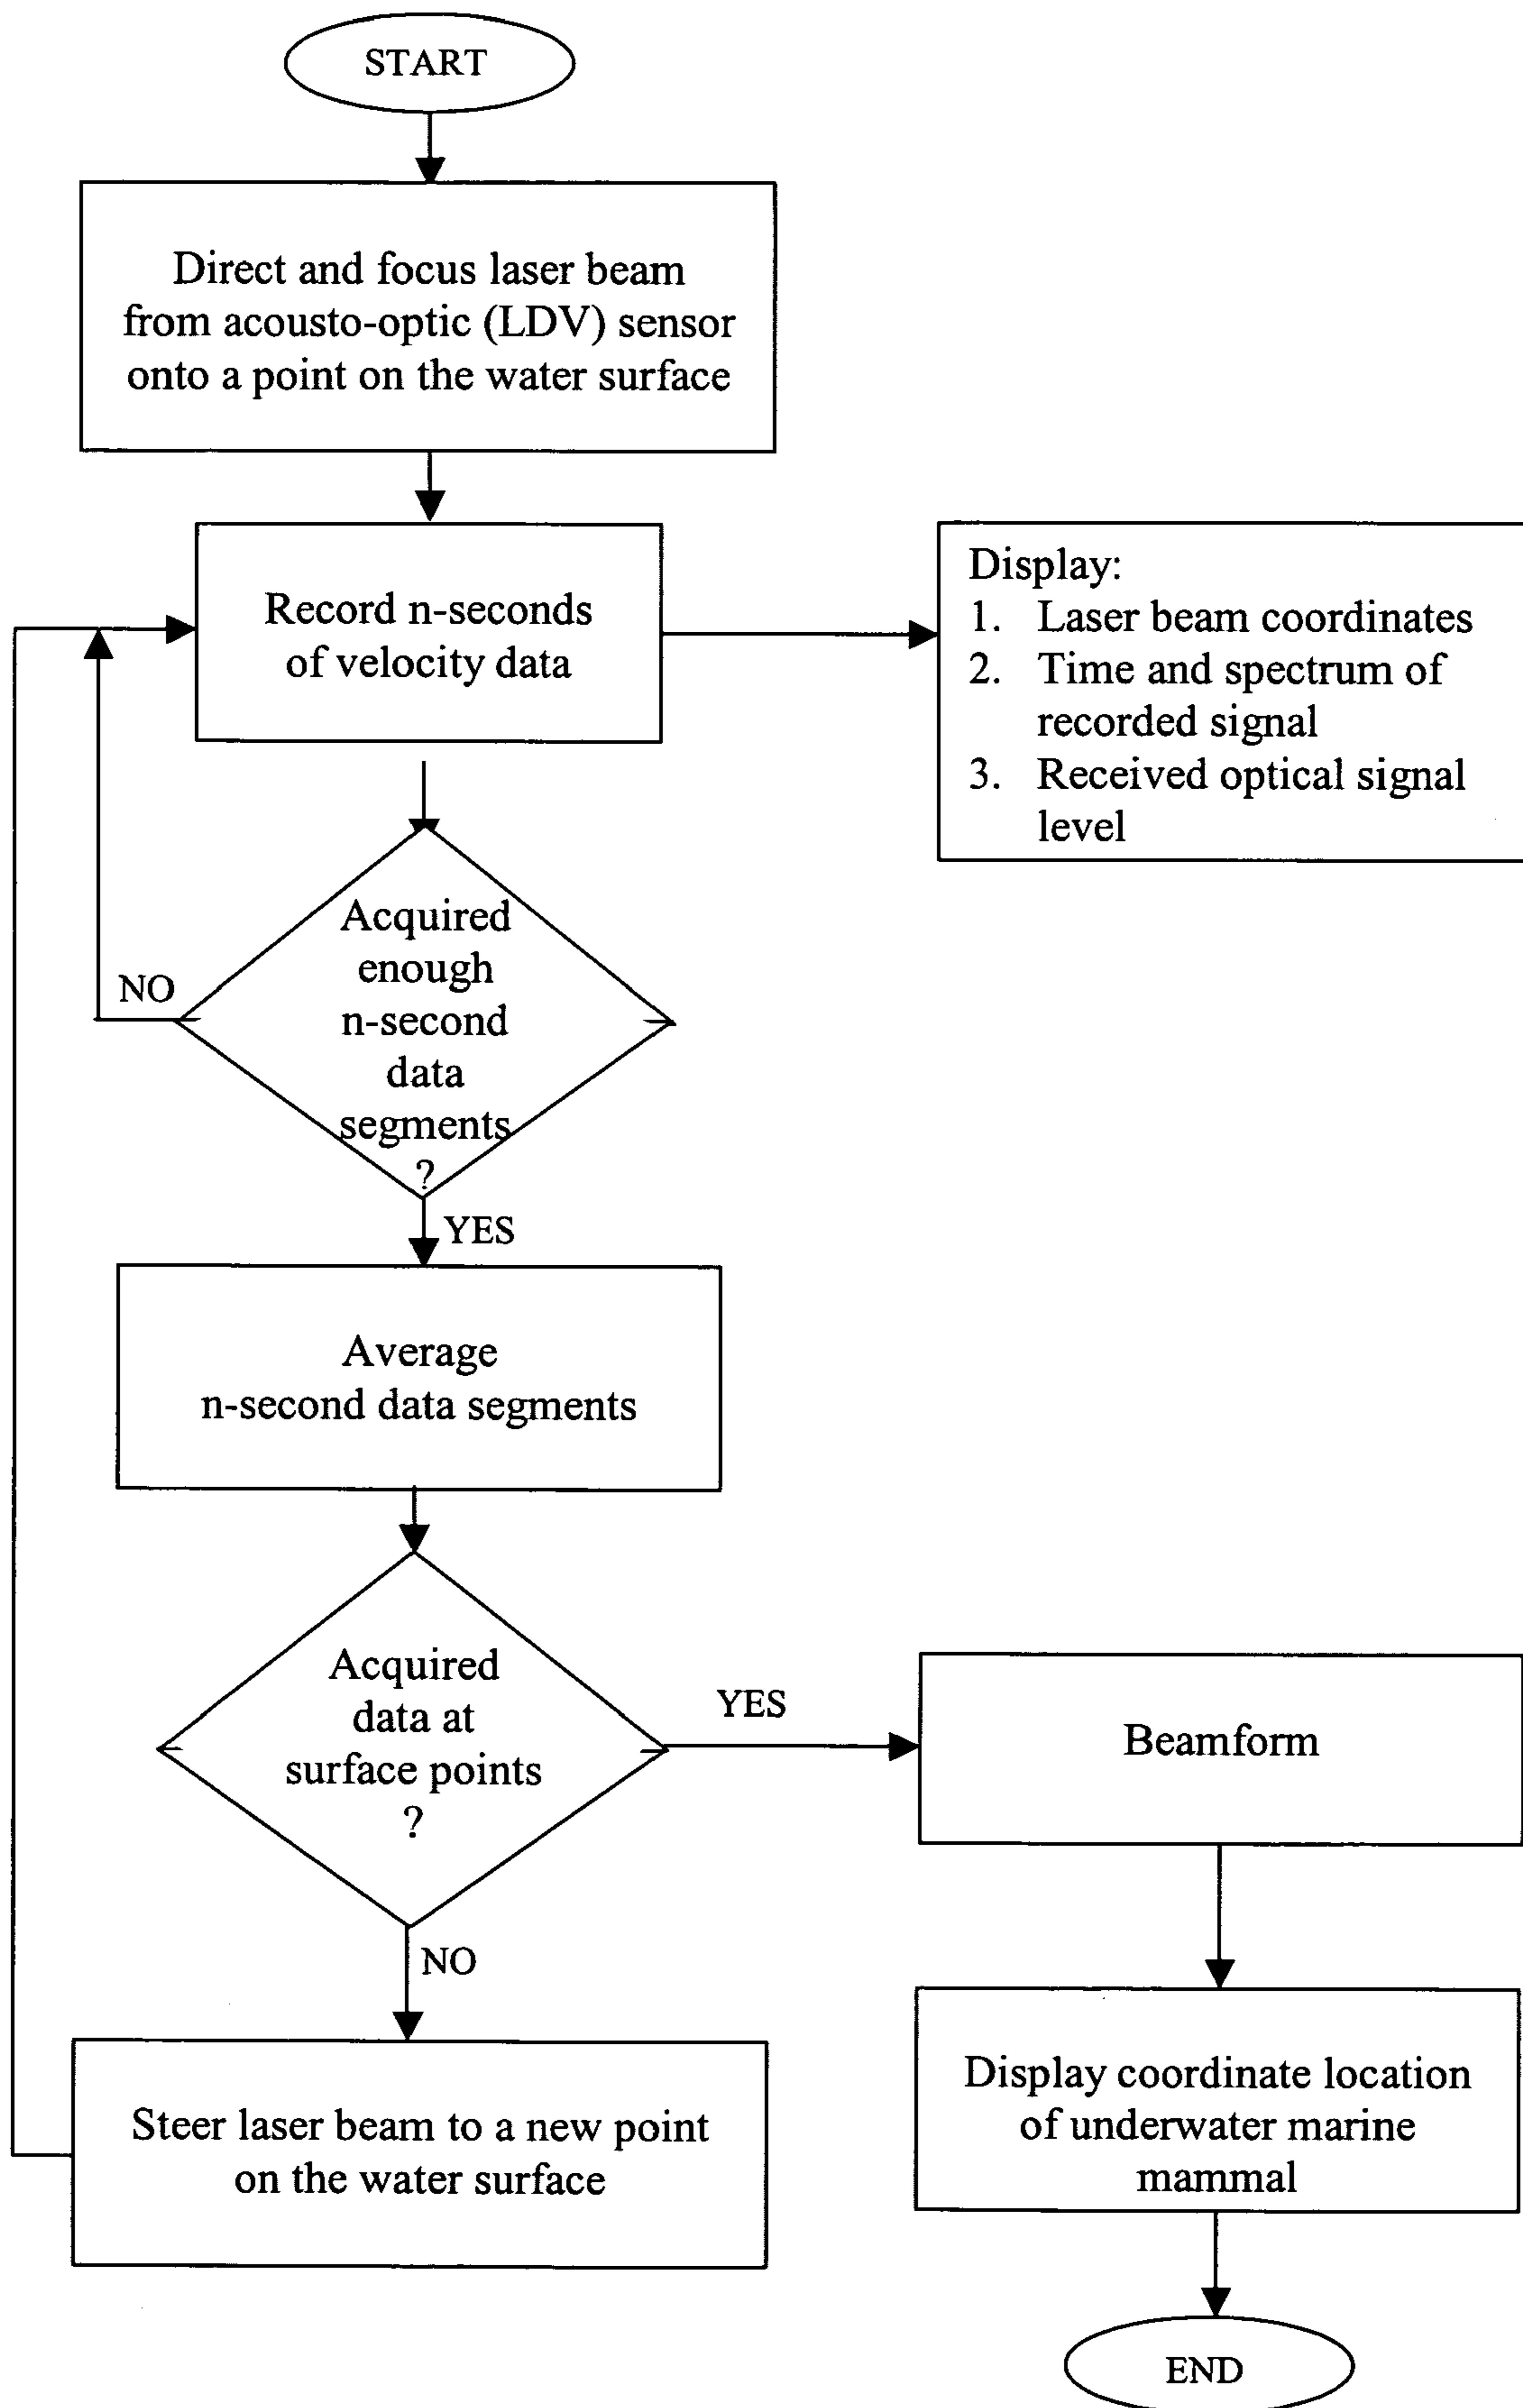 START
Direct and focus laser beam
from acousto-optic (LDV) sensor
onto a point on the water surface
Record n-seconds
of velocity data
Display:
1. Laser beam coordinates
2. Time and spectrum of
recorded signal
3. Received optical signal
level
Acquired
enough
n-second
data
segments
?
NO
YES
Average
n-second data segments
Acquired
data at
surface points
?
YES
Beamform
NO
Steer laser beam to a new point
on the water surface
Display coordinate location
of underwater marine
mammal
END